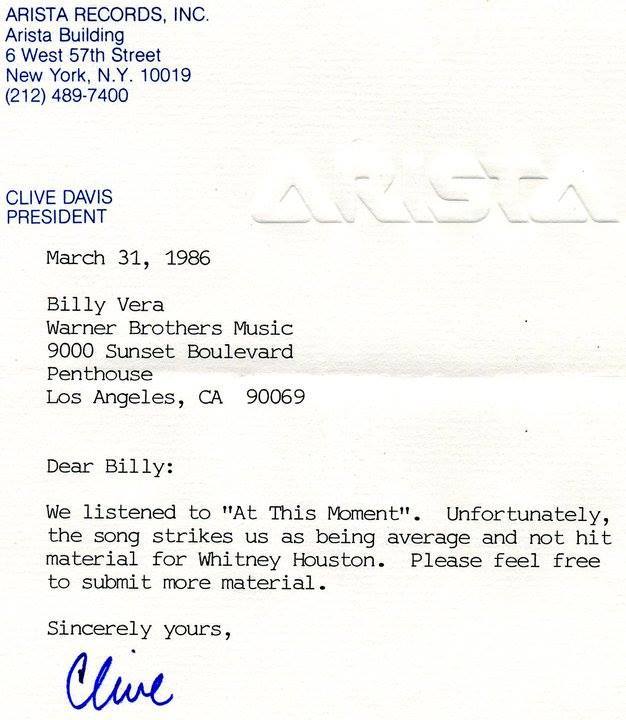 ARISTA RECORDS, INC.
Arista Building
6 West 57th Street
New York, N.Y. 10019
(212) 489-7400
ARISTA
CLIVE DAVIS
PRESIDENT
March 31, 1986
Billy Vera
Warner Brothers Music
9000 Sunset Boulevard
Penthouse
Los Angeles, CA 90069
Dear Billy:
We listened to "At This Moment". Unfortunately,
the song strikes us as being average and not hit
material for Whitney Houston. Please feel free
to submit more material.
Sincerely yours,
Clive